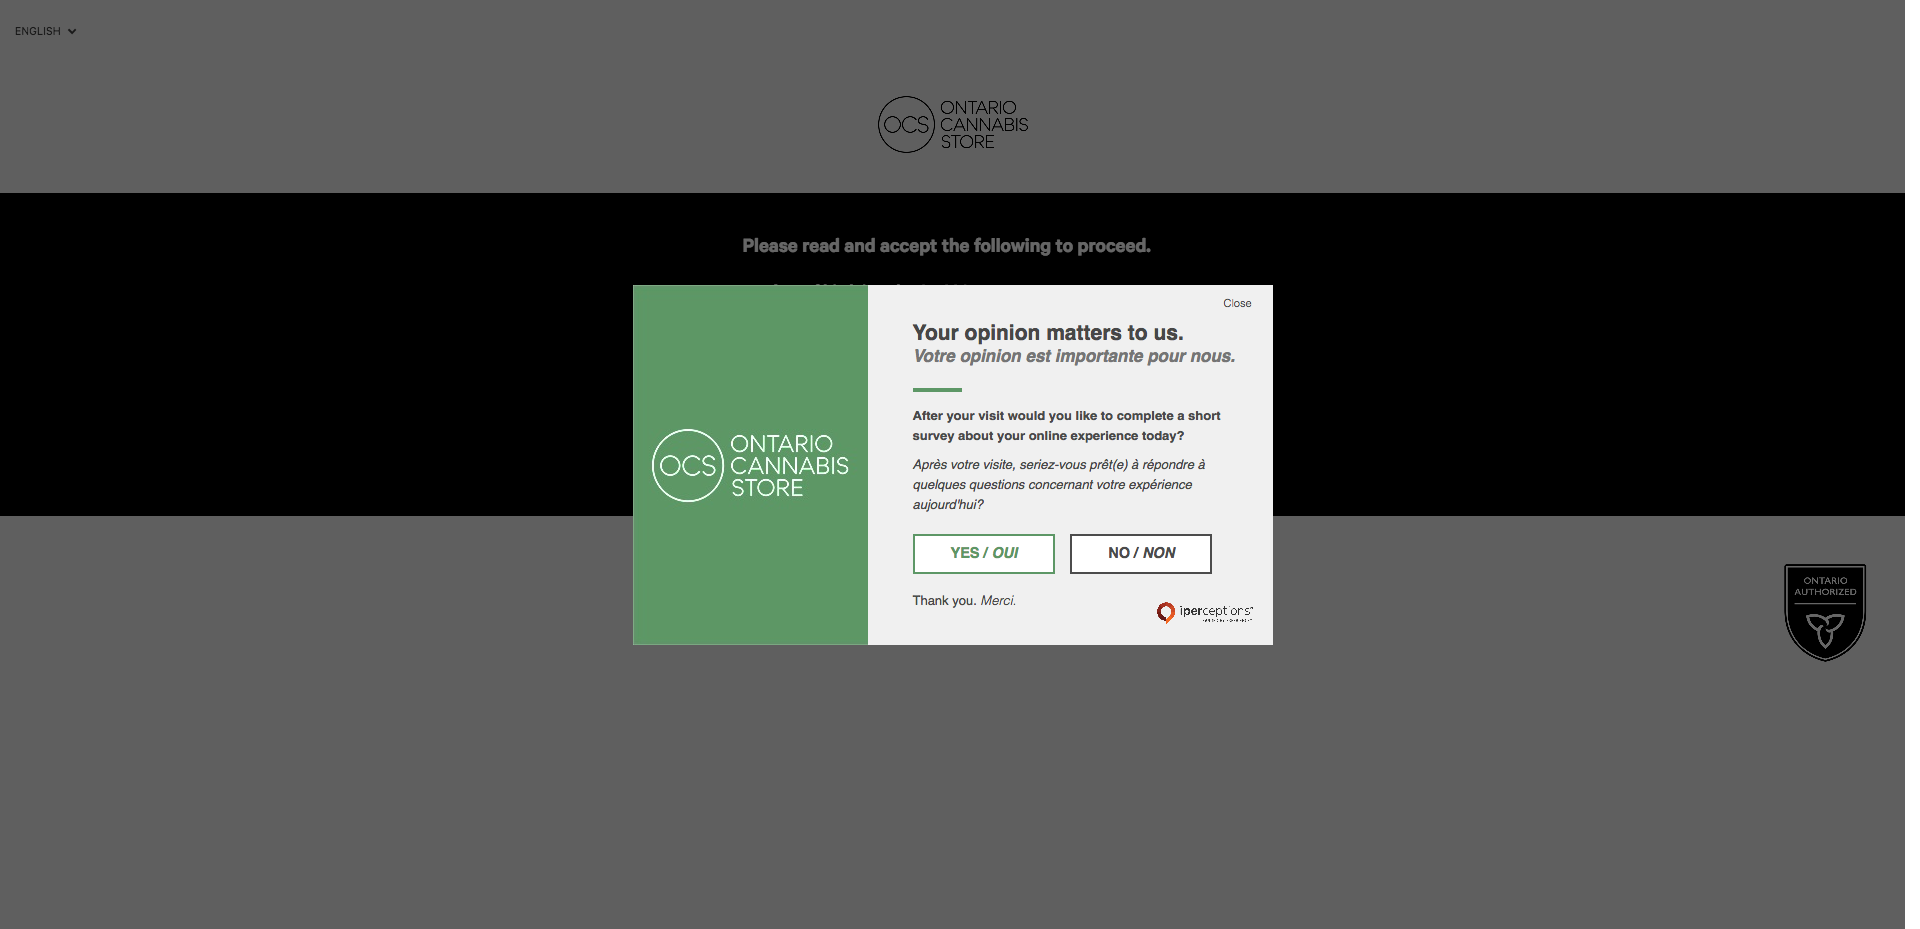 ENGLISH
OCS
ONTARIO
CANNABIS
STORE
Please read and accept the following to proceed.
Close
Your opinion matters to us.
Votre opinion est importante pour nous.
After your visit would you like to complete a short
survey about your online experience today?
Après votre visite, seriez-vous prêt(e) à répondre à
quelques questions concernant votre expérience
aujourd'hui?
OCS
ONTARIO
CANNABIS
STORE
YES / OUI
NO / NON
Thank you. Merci.
iperceptions
ONTARIO
AUTHORIZED